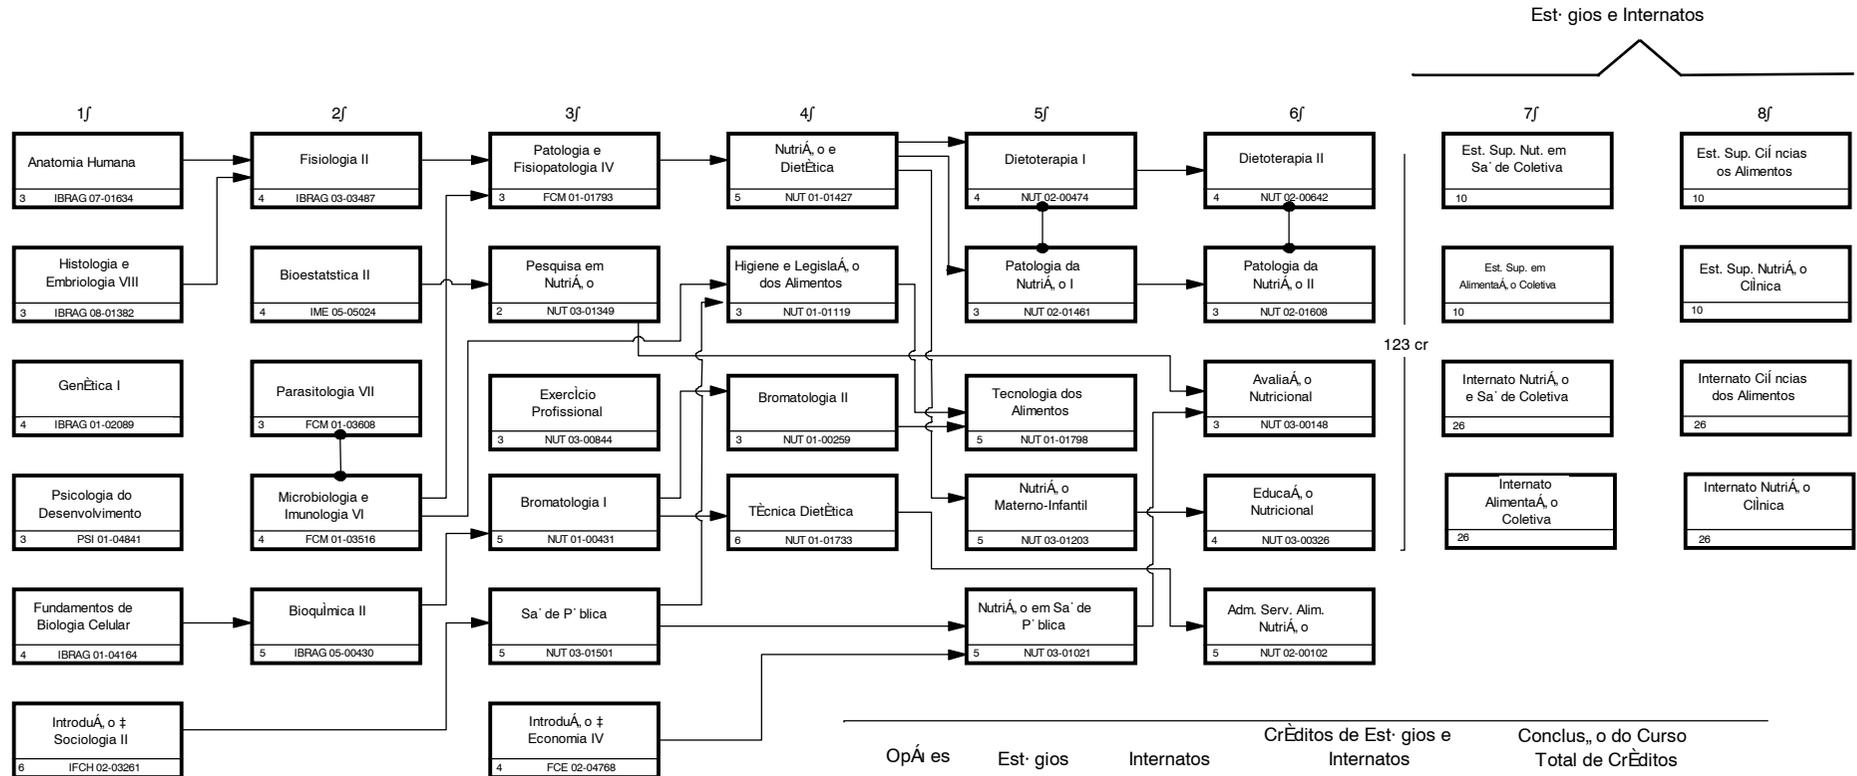 Est· gios e Internatos
1∫ 2∫ 3∫ 4∫ 5∫ 6∫ 7∫ 8∫
Anatomia Humana
3 IBRAG 07-01634
Fisiologia II
4 IBRAG 03-03487
Patologia e
Fisiopatologia IV
3 FCM 01-01793
NutriÁ„o e
DietÈtica
5 NUT 01-01427
Dietoterapia I
4 NUT 02-00474
Dietoterapia II
4 NUT 02-00642
Est. Sup. Nut. em
Sa˙de Coletiva
10
Est. Sup. CiÍncias
os Alimentos
10
Histologia e
Embriologia VIII
3 IBRAG 08-01382
Bioestatstica II
4 IME 05-05024
Pesquisa em
NutriÁ„o
2 NUT 03-01349
Higiene e LegislaÁ„o
dos Alimentos
3 NUT 01-01119
Patologia da
NutriÁ„o I
3 NUT 02-01461
Patologia da
NutriÁ„o II
3 NUT 02-01608
Est. Sup. em
AlimentaÁ„o Coletiva
10
Est. Sup. NutriÁ„o
ClÌnica
10
123 cr
GenÈtica I
4 IBRAG 01-02089
Parasitologia VII
3 FCM 01-03608
ExercÌcio
Profissional
3 NUT 03-00844
Bromatologia II
3 NUT 01-00259
Tecnologia dos
Alimentos
5 NUT 01-01798
AvaliaÁ„o
Nutricional
3 NUT 03-00148
Internato NutriÁ„o
e Sa˙de Coletiva
26
Internato CiÍncias
dos Alimentos
26
Psicologia do
Desenvolvimento
3 PSI 01-04841
Microbiologia e
Imunologia VI
4 FCM 01-03516
Bromatologia I
5 NUT 01-00431
TÈcnica DietÈtica
6 NUT 01-01733
NutriÁ„o
Materno-Infantil
5 NUT 03-01203
EducaÁ„o
Nutricional
4 NUT 03-00326
Internato
AlimentaÁ„o
Coletiva
26
Internato NutriÁ„o
ClÌnica
26
Fundamentos de
Biologia Celular
4 IBRAG 01-04164
BioquÌmica II
5 IBRAG 05-00430
Sa˙de P˙blica
5 NUT 03-01501
NutriÁ„o em Sa˙de
P˙blica
5 NUT 03-01021
Adm. Serv. Alim.
NutriÁ„o
5 NUT 02-00102
IntroduÁ„o ‡
Sociologia II
6 IFCH 02-03261
IntroduÁ„o ‡
Economia IV
4 FCE 02-04768
OpÁıes
Est·gios
Internatos
CrÈditos de Est·gios e
Internatos
Conclus„o do Curso
Total de CrÈditos